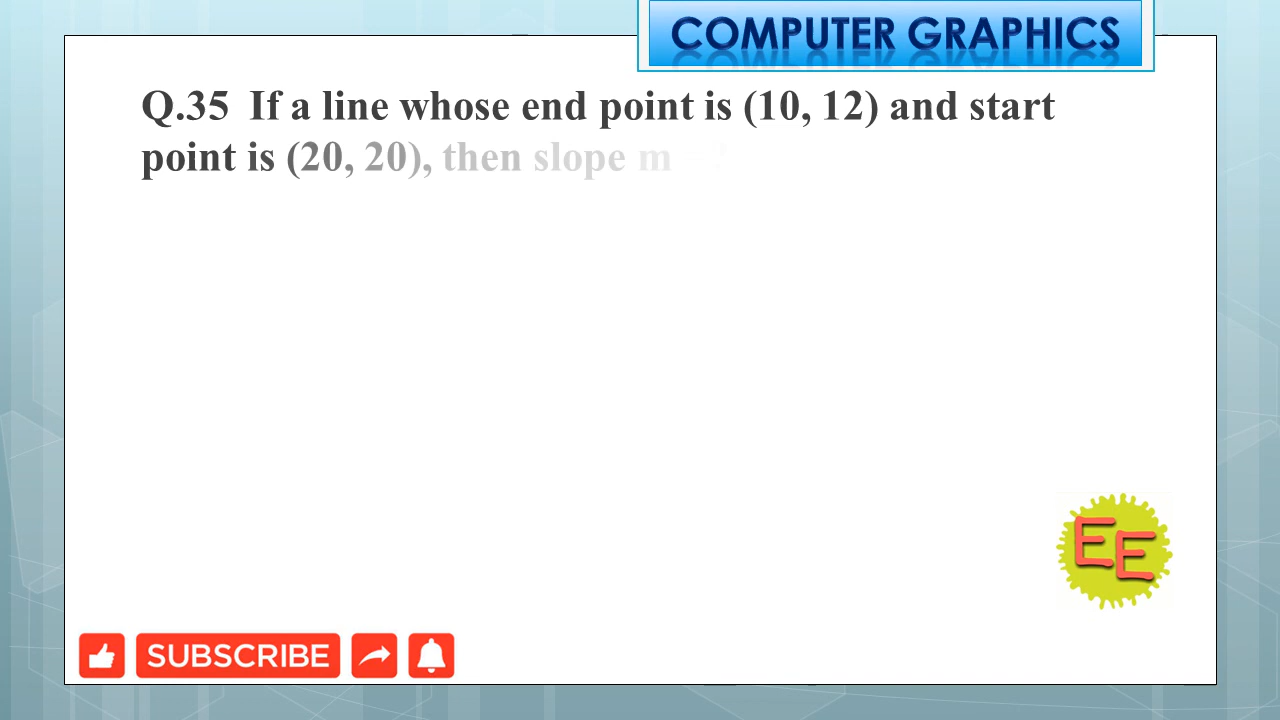 COMPUTER GRAPHICS
Q.35 If a line whose end point is (10, 12) and start
point is (20, 20), then slope m =?
EE
SUBSCRIBE